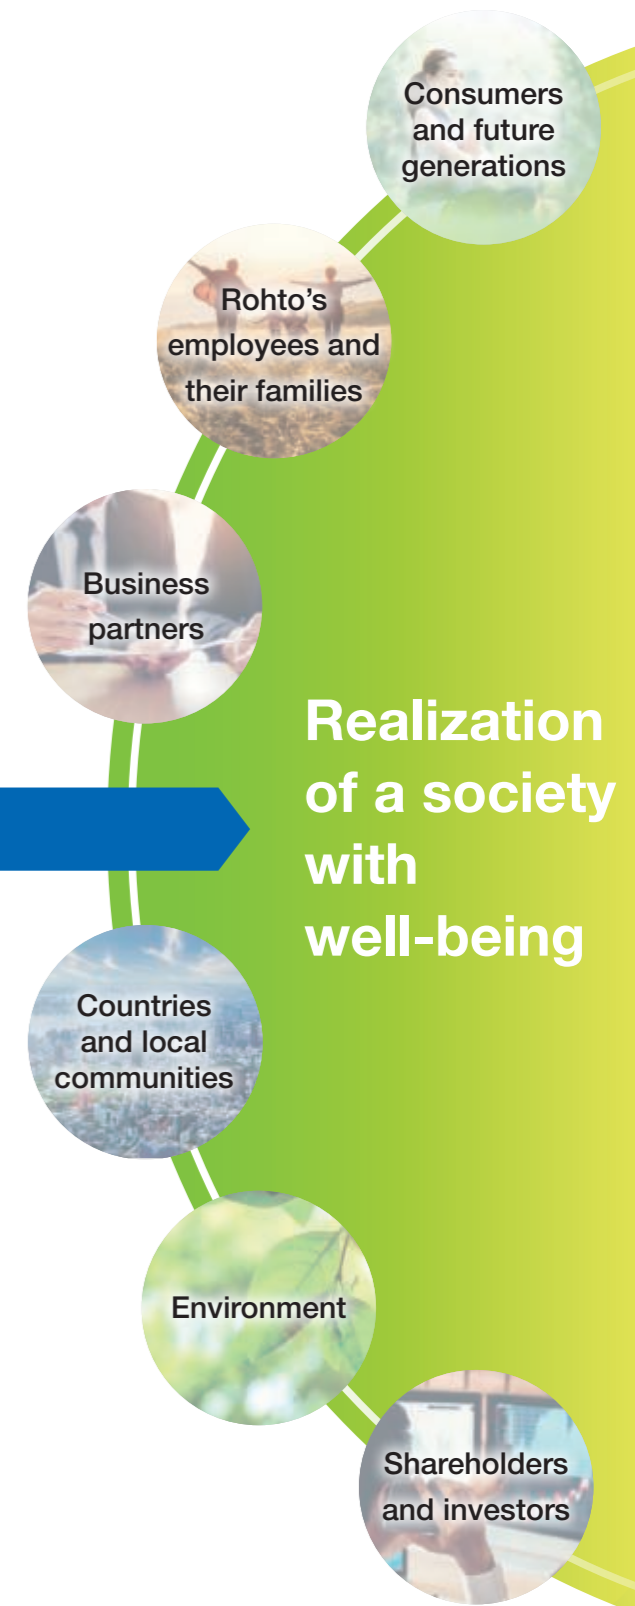 Consumers
and future
generations
Rohto’s
employees and
their families
Business
partners
Realization
of a society
with
well-being
Countries
and local
communities
Environment
Shareholders
and investors